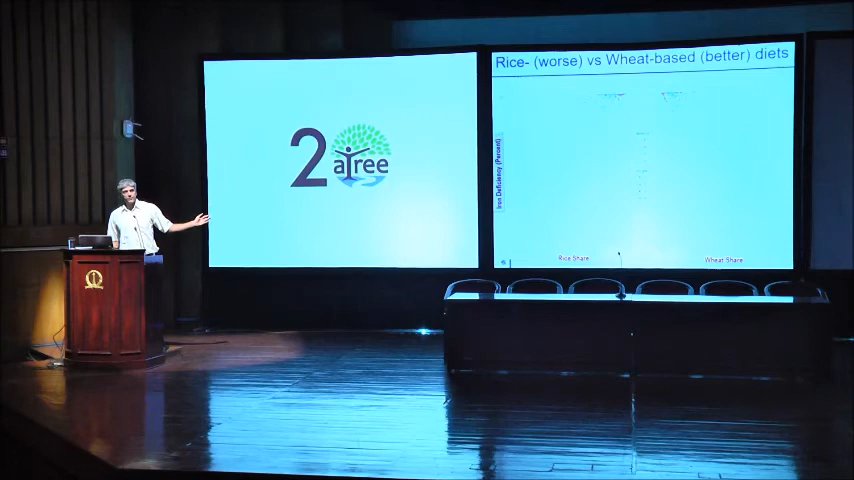 2
aTree
Rice- (worse) vs Wheat-based (better) diets
Iron Deficiency (Percent)
Rice Share
Wheat Share